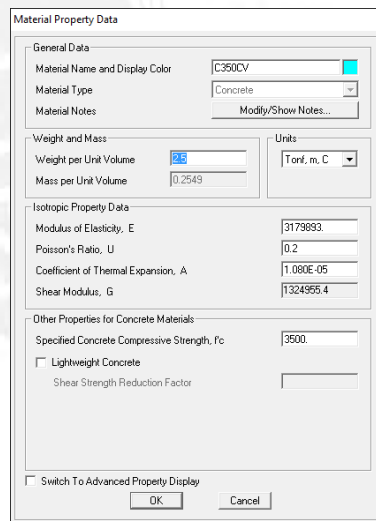 Material Property Data
General Data
Material Name and Display Color C350CV
Material Type Concrete
Material Notes Modify/Show Notes...
Weight and Mass Units
Weight per Unit Volume 2.5 Tonf, m, C
Mass per Unit Volume 0.2549
Isotropic Property Data
Modulus of Elasticity, E 3179893.
Poisson's Ratio, U 0.2
Coefficient of Thermal Expansion, A 1.080E-05
Shear Modulus, G 1324955.4
Other Properties for Concrete Materials
Specified Concrete Compressive Strength, f'c 3500.
Lightweight Concrete
Shear Strength Reduction Factor
Switch To Advanced Property Display
OK Cancel